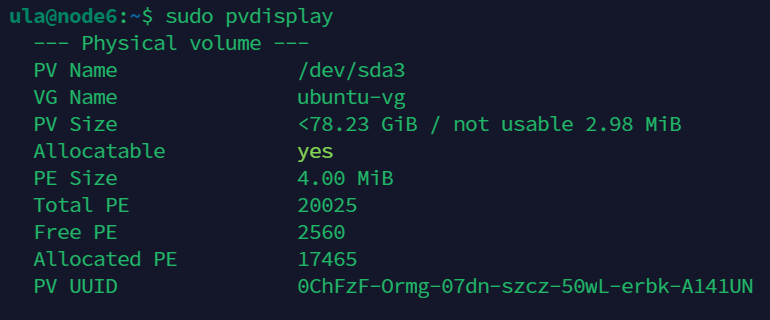 ula@node6:~$ sudo pvdisplay
--- Physical volume ---
PV Name /dev/sda3
VG Name ubuntu-vg
PV Size <78.23 GiB / not usable 2.98 MiB
Allocatable yes
PE Size 4.00 MiB
Total PE 20025
Free PE 2560
Allocated PE 17465
PV UUID 0ChFzF-Ormg-07dn-szcz-50wL-erbk-A141UN